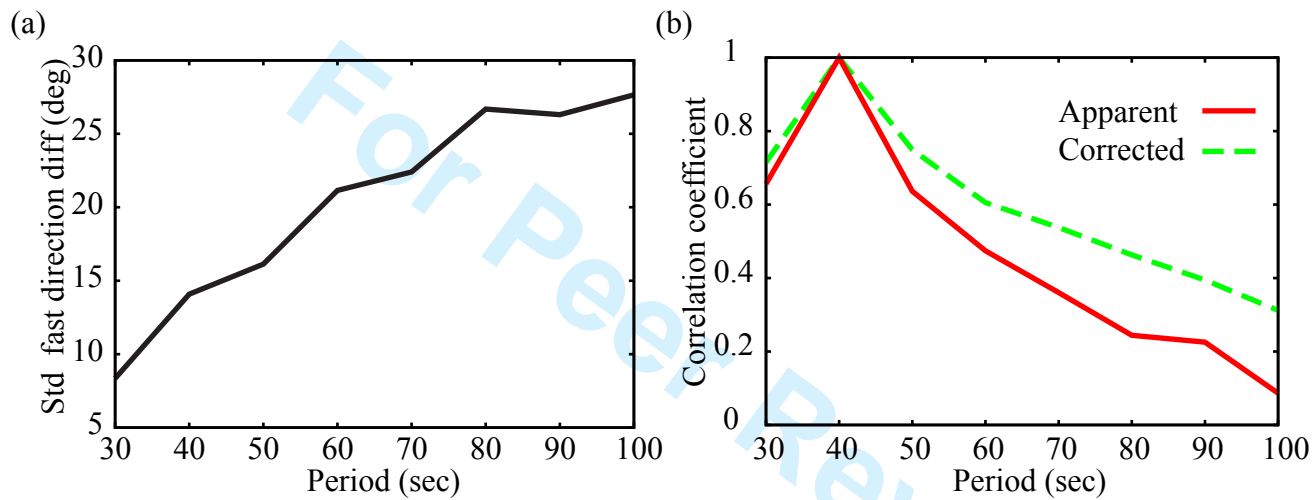 (a)
Std fast direction diff (deg)
30
25
20
15
10
5
30 40 50 60 70 80 90 100
Period (sec)
(b)
Correlation coefficient
1
0.8
0.6
0.4
0.2
0
Apparent
Corrected
30 40 50 60 70 80 90 100
Period (sec)
For Peer Rev